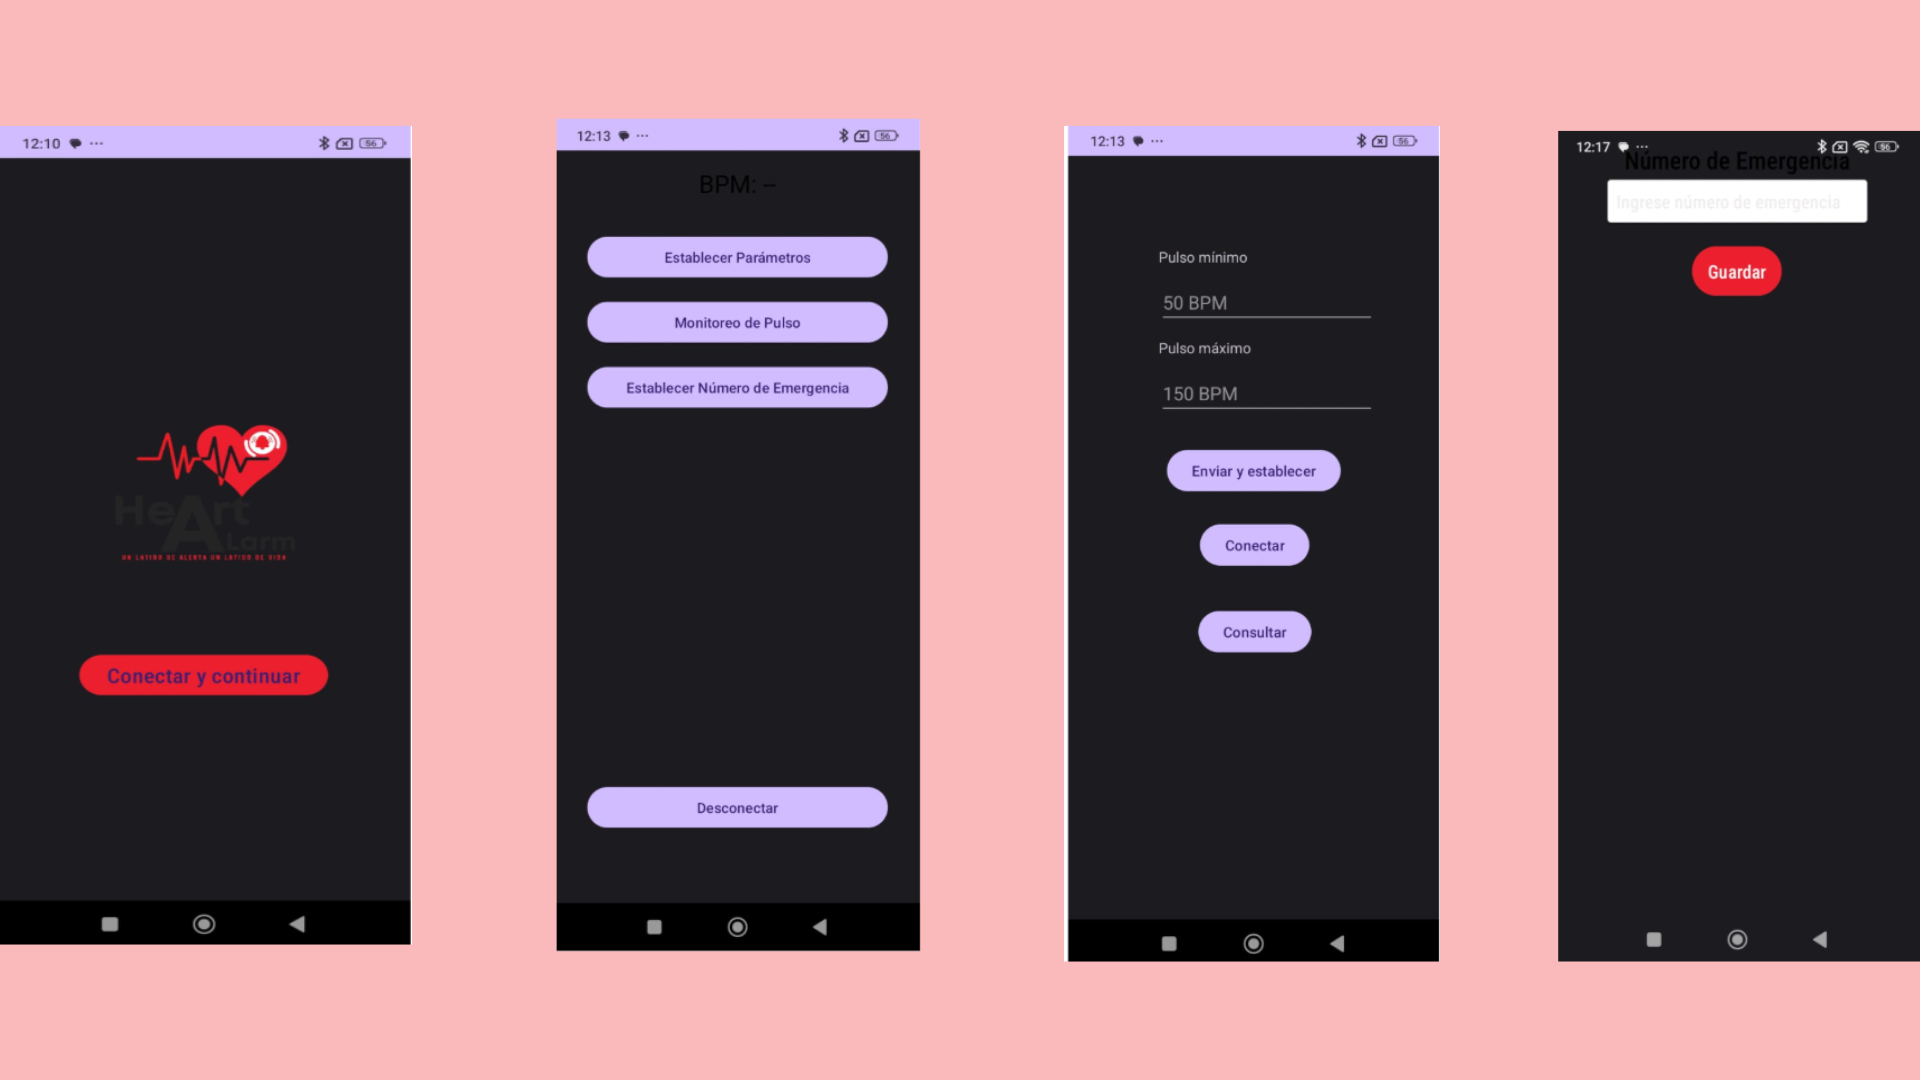 12:10
56
HeArt
ALarm
UN LATIDO DE ALERTA UN LATIDO DE VIDA
Conectar y continuar
12:13
56
BPM: --
Establecer Parámetros
Monitoreo de Pulso
Establecer Número de Emergencia
Desconectar
12:13
56
Pulso mínimo
50 BPM
Pulso máximo
150 BPM
Enviar y establecer
Conectar
Consultar
12:17
56
Número de Emergencia
Ingrese número de emergencia
Guardar